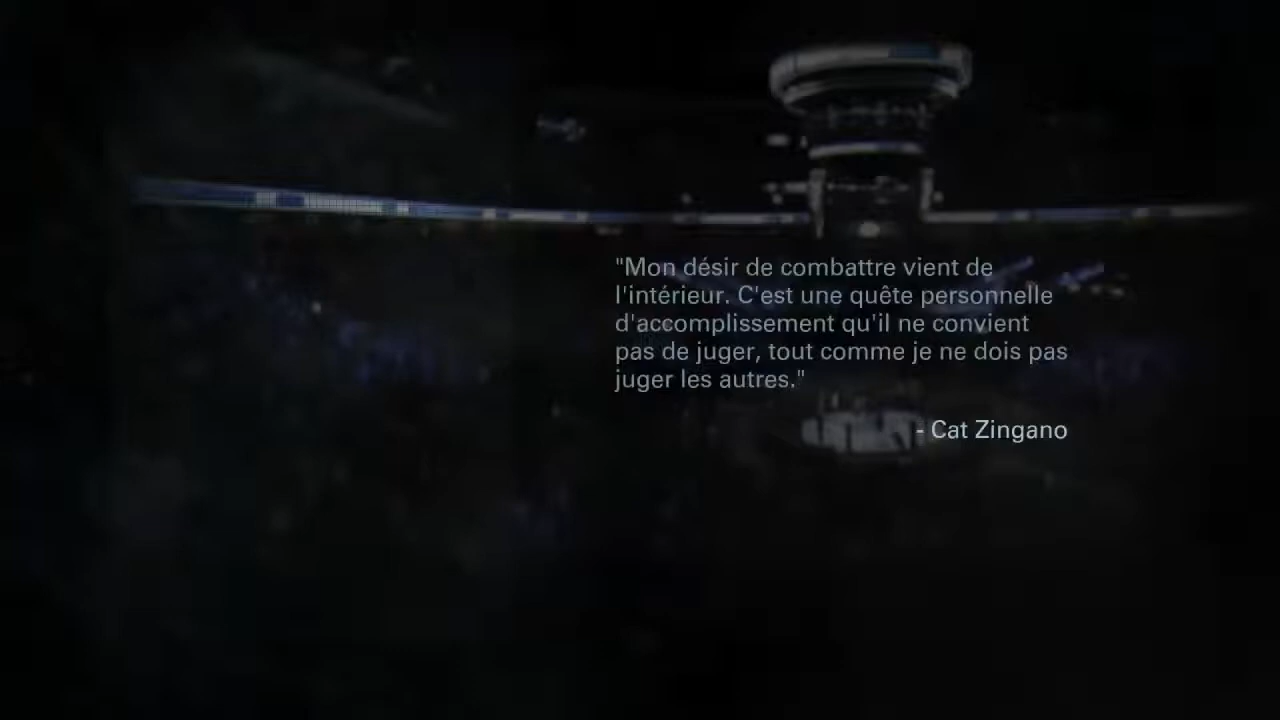 "Mon désir de combattre vient de
l'intérieur. C'est une quête personnelle
d'accomplissement qu'il ne convient
pas de juger, tout comme je ne dois pas
juger les autres."
- Cat Zingano